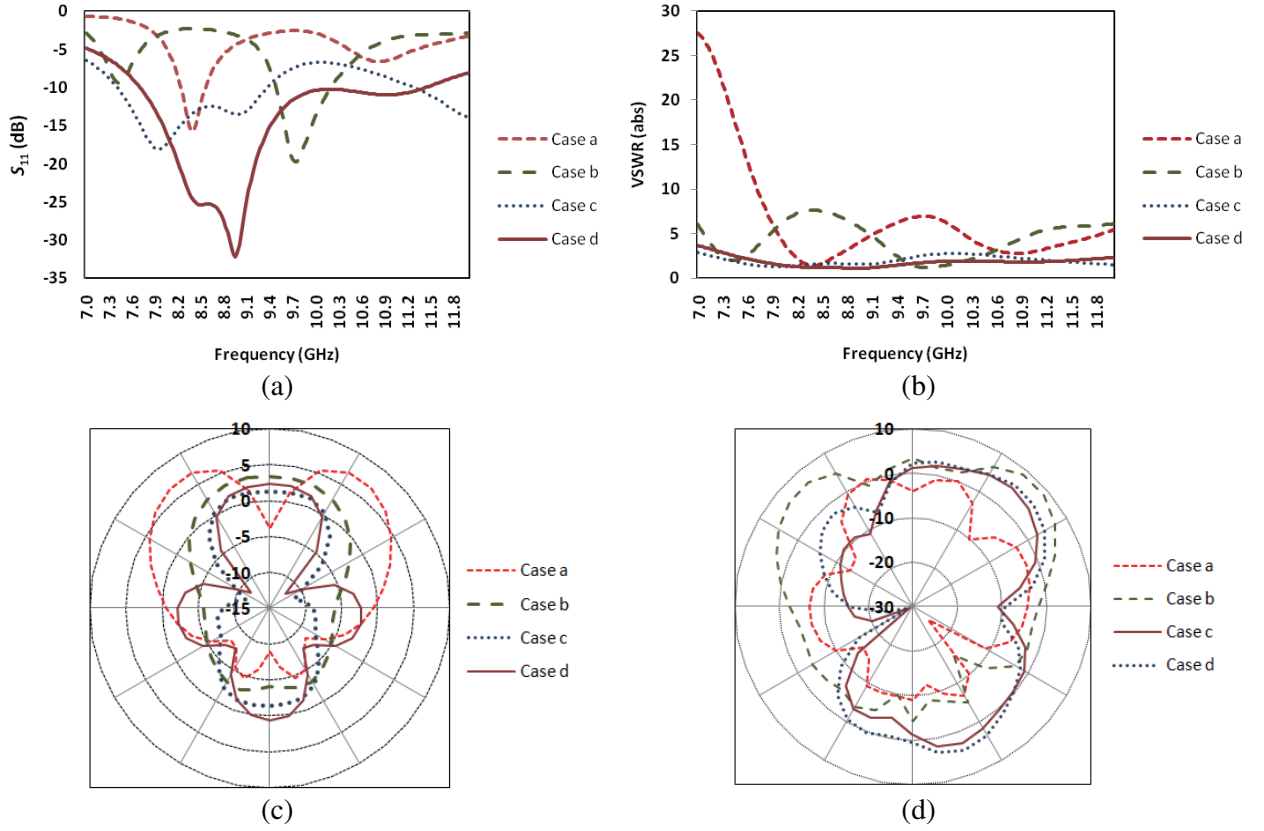 0
-5
-10
-15
-20
-25
-30
-35
S11 (dB)
7.0 7.3 7.6 7.9 8.2 8.5 8.8 9.1 9.4 9.7 10.0 10.3 10.6 10.9 11.2 11.5 11.8
Frequency (GHz)
Case a
Case b
Case c
Case d
(a)
30
25
20
15
10
5
0
VSWR (abs)
7.0 7.3 7.6 7.9 8.2 8.5 8.8 9.1 9.4 9.7 10.0 10.3 10.6 10.9 11.2 11.5 11.8
Frequency (GHz)
Case a
Case b
Case c
Case d
(b)
10
5
0
-5
-10
-15
Case a
Case b
Case c
Case d
(c)
10
0
-10
-20
-30
Case a
Case b
Case c
Case d
(d)